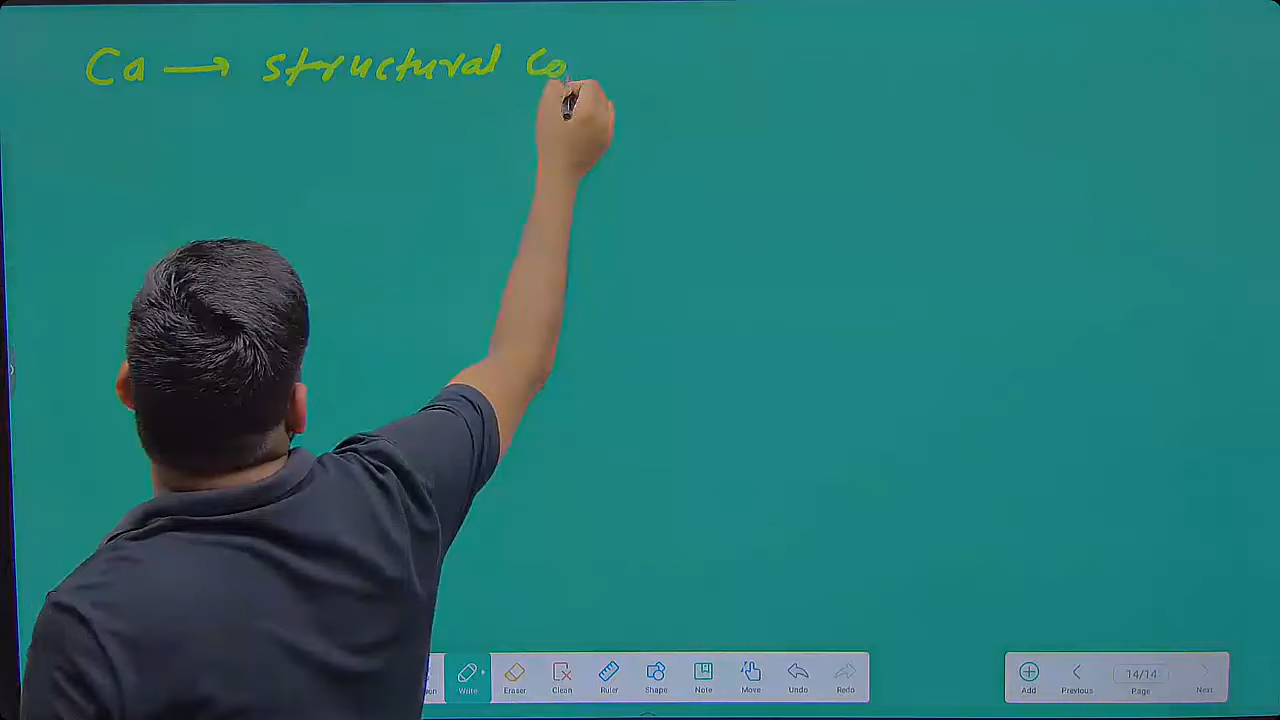 Ca → structural Co
Write Eraser Clean Ruler Shape Note Move Undo Redo Add Previous 14/14 Page Next